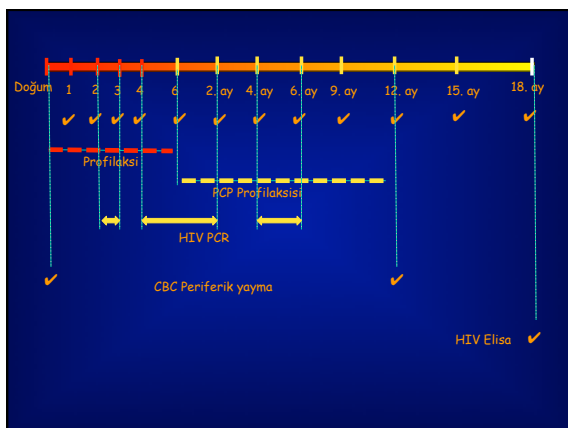 Doğum 1 2 3 4 6 2. ay 4. ay 6. ay 9. ay 12. ay 15. ay 18. ay
✔ ✔ ✔ ✔ ✔ ✔ ✔ ✔ ✔ ✔ ✔ ✔
Profilaksi
PCP Profilaksisi
HIV PCR
✔ CBC Periferik yayma ✔
HIV Elisa ✔